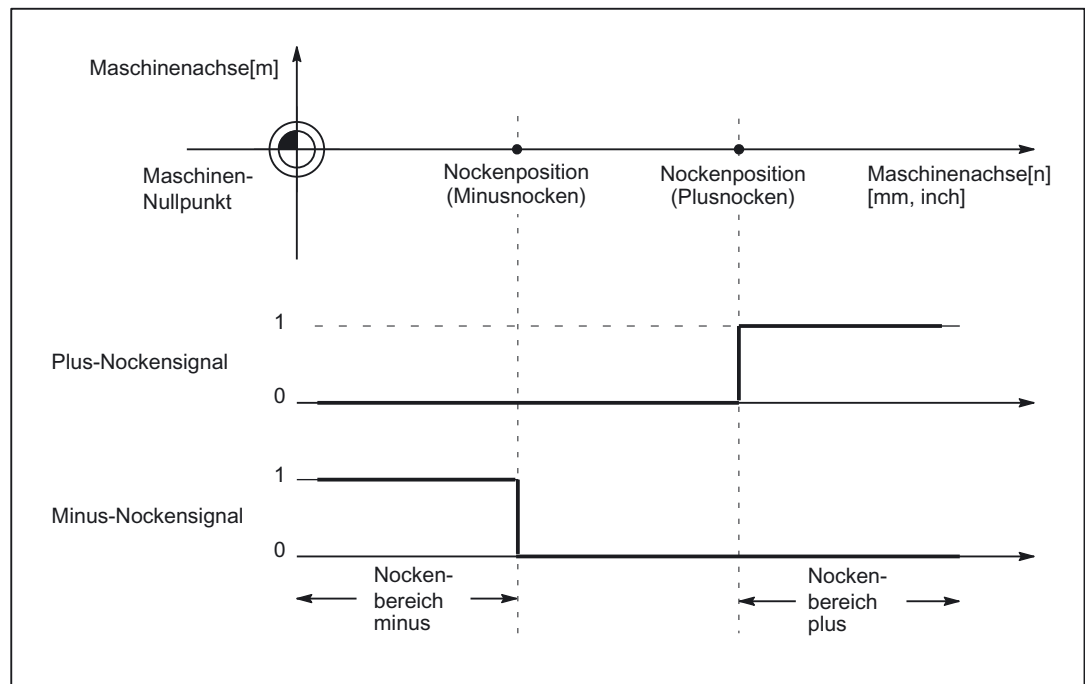 Maschinenachse[m]
Maschinen-
Nullpunkt
Nockenposition
(Minusnocken)
Nockenposition
(Plusnocken)
Maschinenachse[n]
[mm, inch]
1
Plus-Nockensignal
0
1
Minus-Nockensignal
0
Nocken-
bereich
minus
Nocken-
bereich
plus